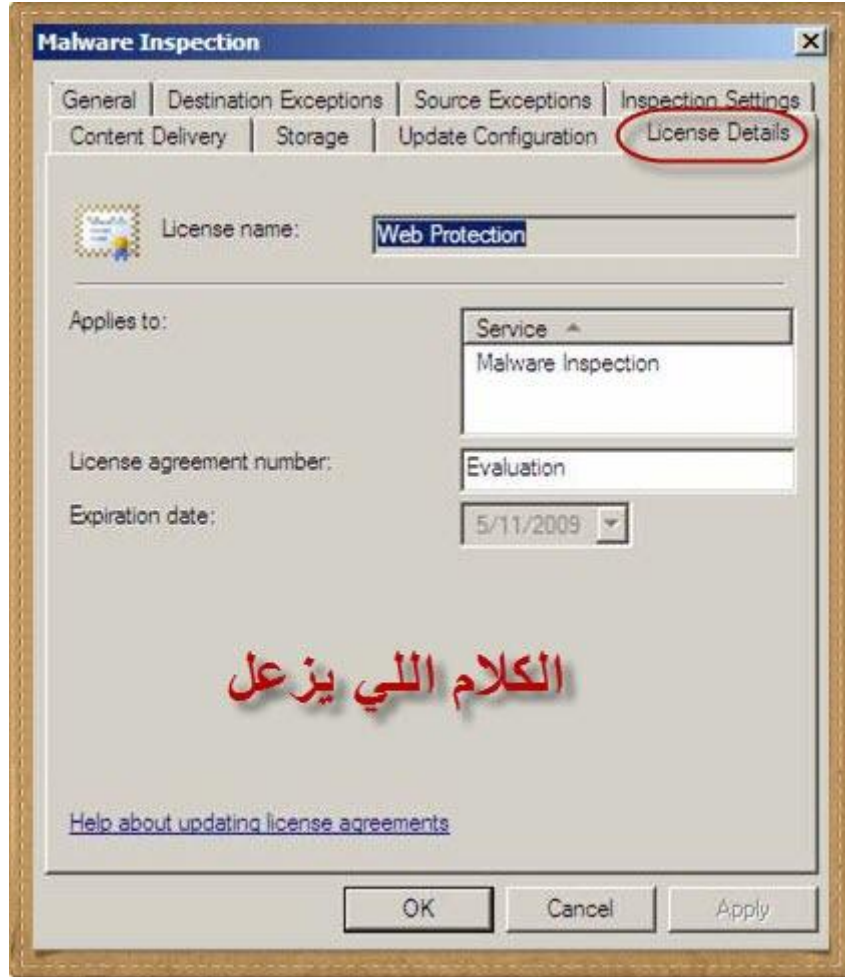 Malware Inspection
General Destination Exceptions Source Exceptions Inspection Settings
Content Delivery Storage Update Configuration License Details
License name: Web Protection
Applies to: Service
Malware Inspection
License agreement number: Evaluation
Expiration date: 5/11/2009
الكلام اللي يزعل
Help about updating license agreements
OK Cancel Apply